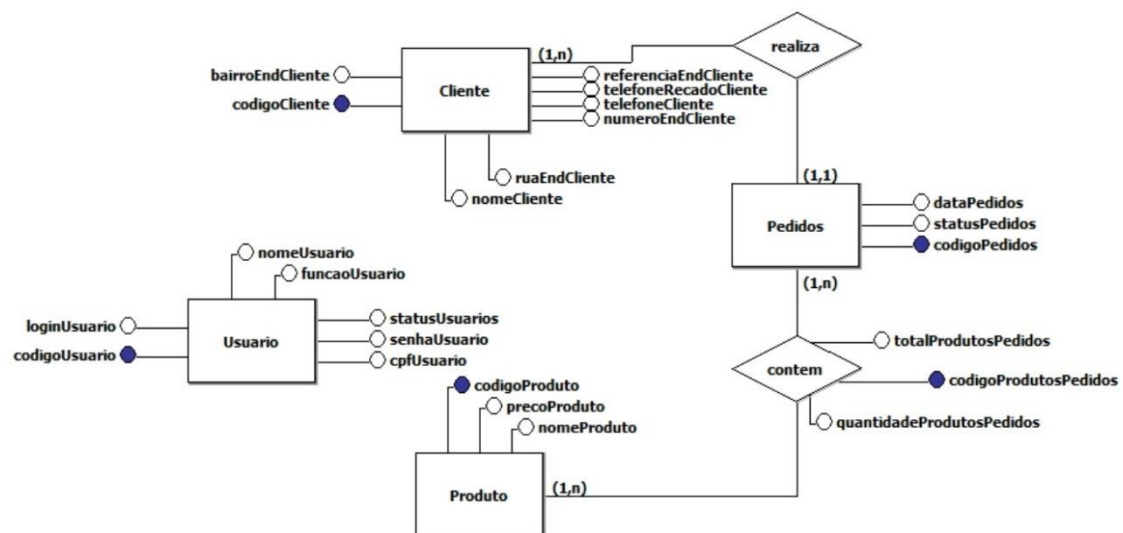 realiza
(1,n)
bairroEndCliente
codigoCliente
Cliente
referenciaEndCliente
telefoneRecadoCliente
telefoneCliente
numeroEndCliente
ruaEndCliente
nomeCliente
(1,1)
Pedidos
dataPedidos
statusPedidos
codigoPedidos
(1,n)
nomeUsuario
funcaoUsuario
loginUsuario
codigoUsuario
Usuario
statusUsuarios
senhaUsuario
cpfUsuario
totalProdutosPedidos
contem
codigoProdutosPedidos
quantidadeProdutosPedidos
codigoProduto
precoProduto
nomeProduto
Produto
(1,n)